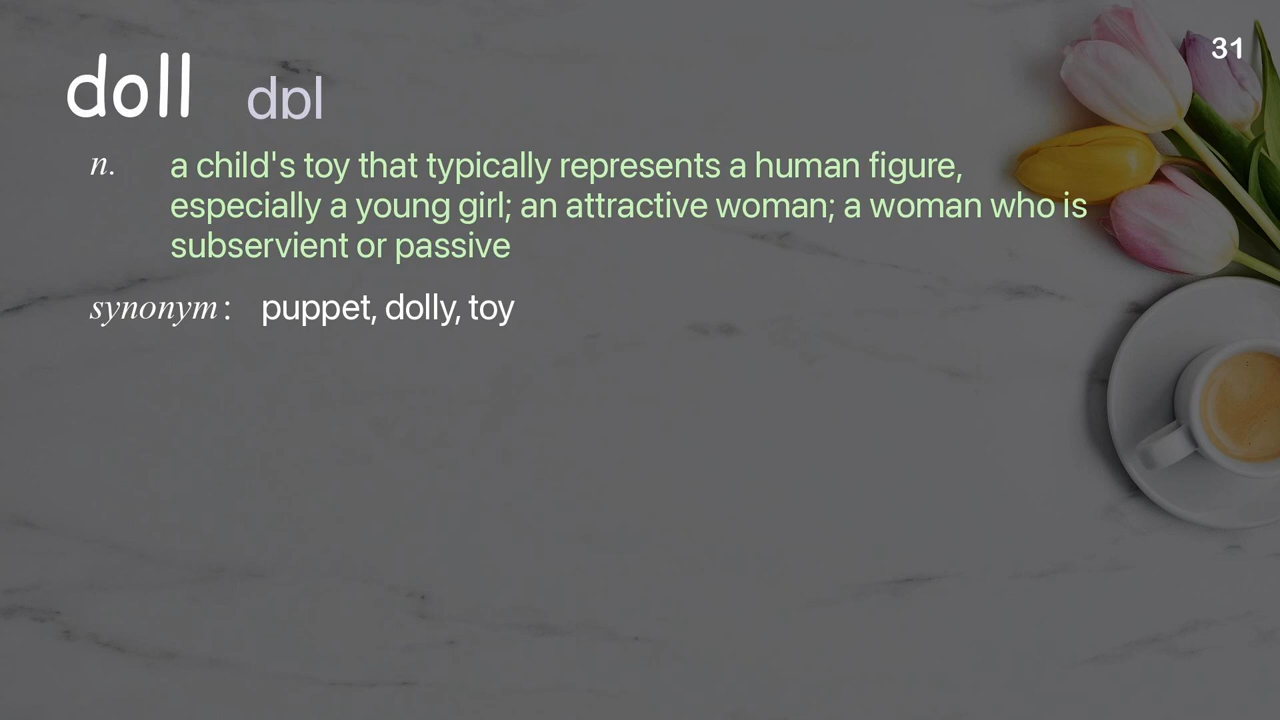 31
doll dɒl
n. a child's toy that typically represents a human figure,
especially a young girl; an attractive woman; a woman who is
subservient or passive
synonym: puppet, dolly, toy